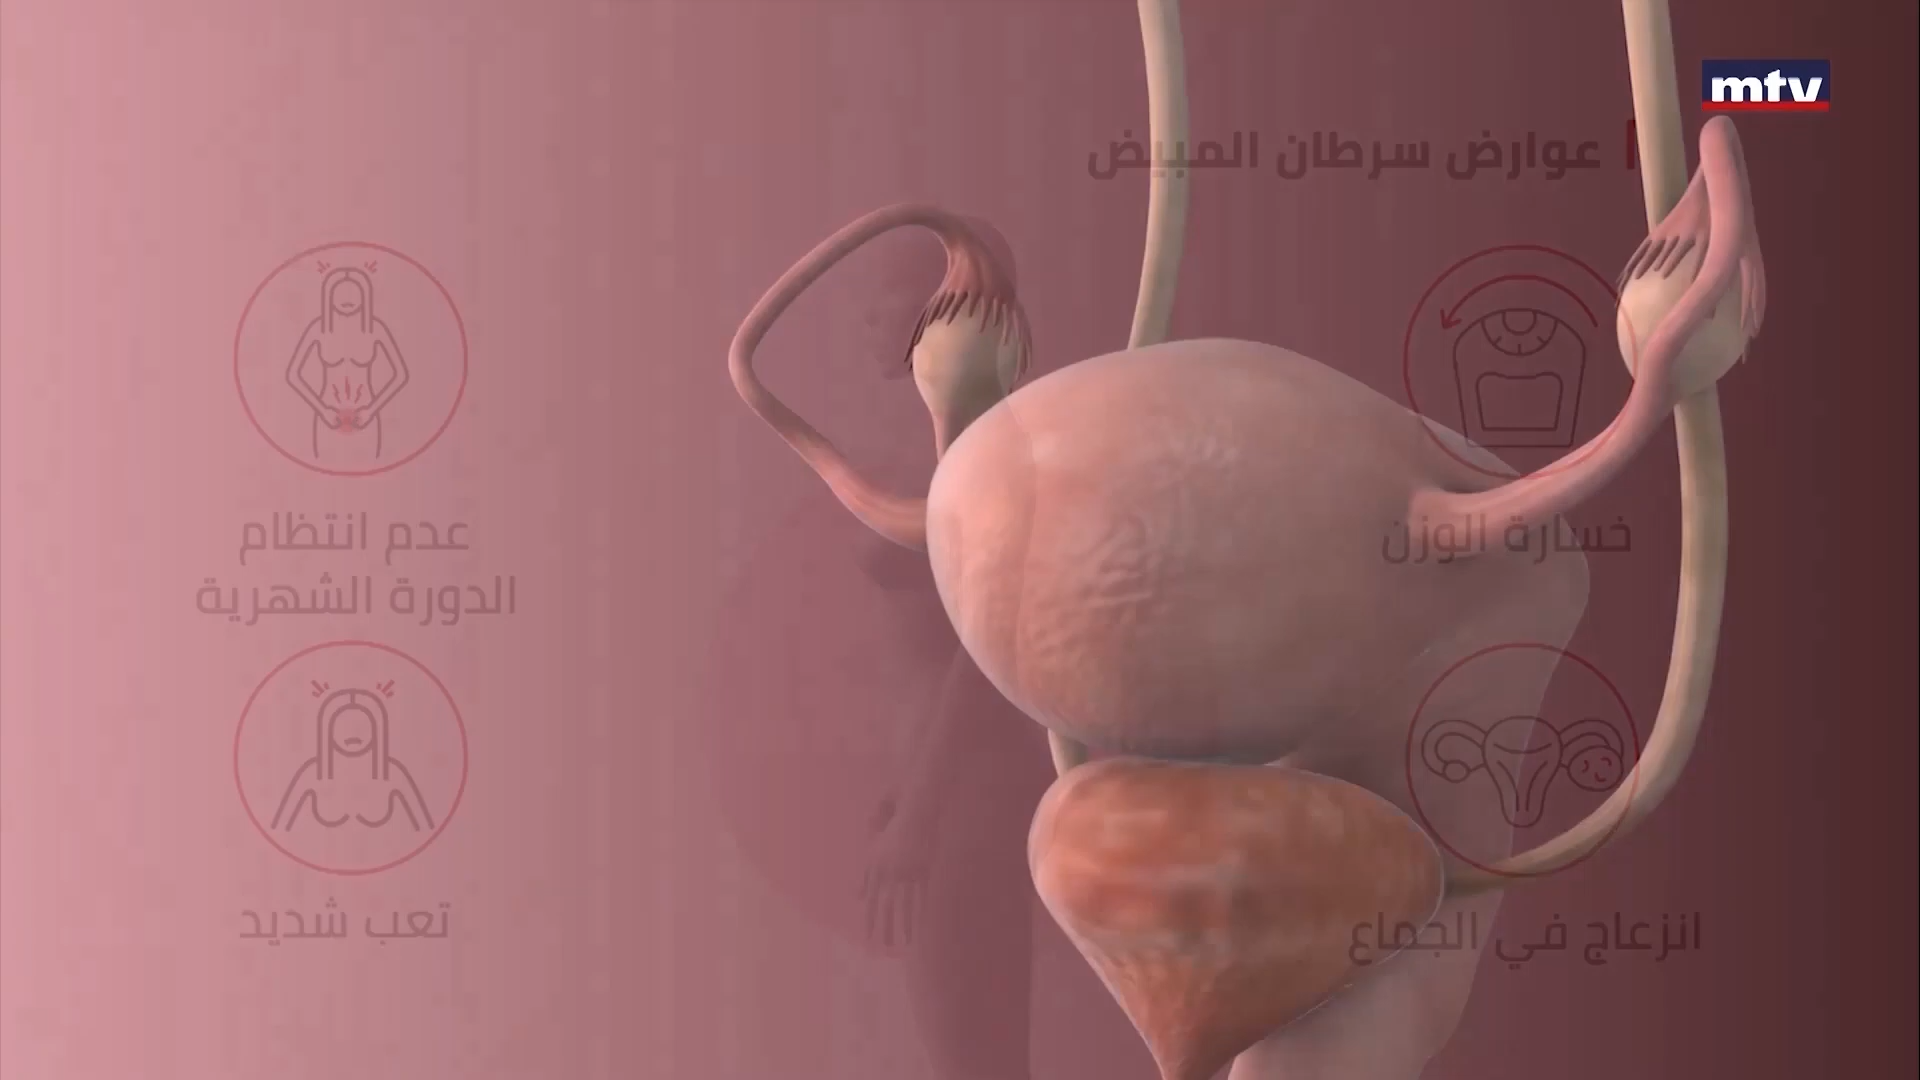 mtv
عوارض سرطان المبيض
خسارة الوزن
عدم انتظام
الدورة الشهرية
انزعاج في الجماع
تعب شديد